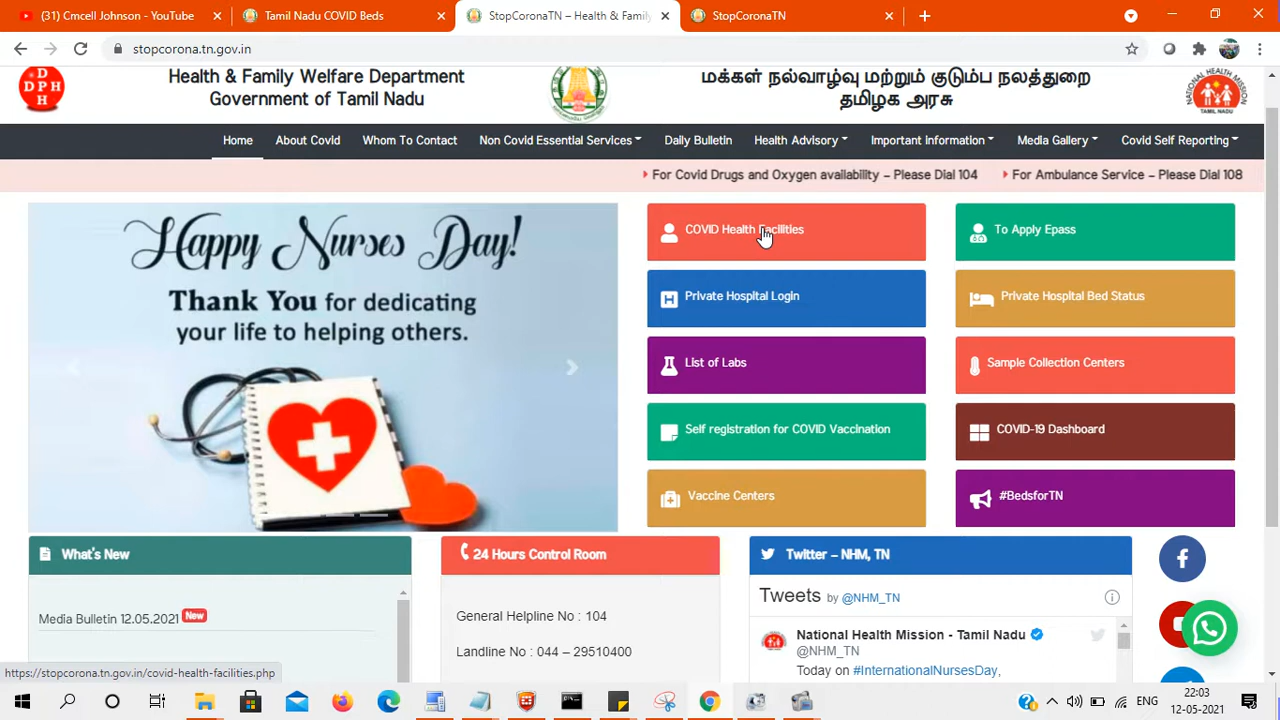 (31) Cmcell Johnson - YouTube
Tamil Nadu COVID Beds
StopCoronaTN – Health & Family
StopCoronaTN
stopcorona.tn.gov.in
DPH
Health & Family Welfare Department
Government of Tamil Nadu
மக்கள் நல்வாழ்வு மற்றும் குடும்ப நலத்துறை
தமிழக அரசு
NATIONAL HEALTH MISSION
TAMIL NADU
Home
About Covid
Whom To Contact
Non Covid Essential Services
Daily Bulletin
Health Advisory
Important Information
Media Gallery
Covid Self Reporting
For Covid Drugs and Oxygen availability – Please Dial 104
For Ambulance Service – Please Dial 108
Happy Nurses Day!
Thank You for dedicating
your life to helping others.
COVID Health Facilities
To Apply Epass
Private Hospital Login
Private Hospital Bed Status
List of Labs
Sample Collection Centers
Self registration for COVID Vaccination
COVID-19 Dashboard
Vaccine Centers
#BedsforTN
What's New
Media Bulletin 12.05.2021 New
24 Hours Control Room
General Helpline No : 104
Landline No : 044 – 29510400
Twitter – NHM, TN
Tweets by @NHM_TN
National Health Mission - Tamil Nadu
@NHM_TN
Today on #InternationalNursesDay,
https://stopcorona.tn.gov.in/covid-health-facilities.php
ENG
22:03
12-05-2021